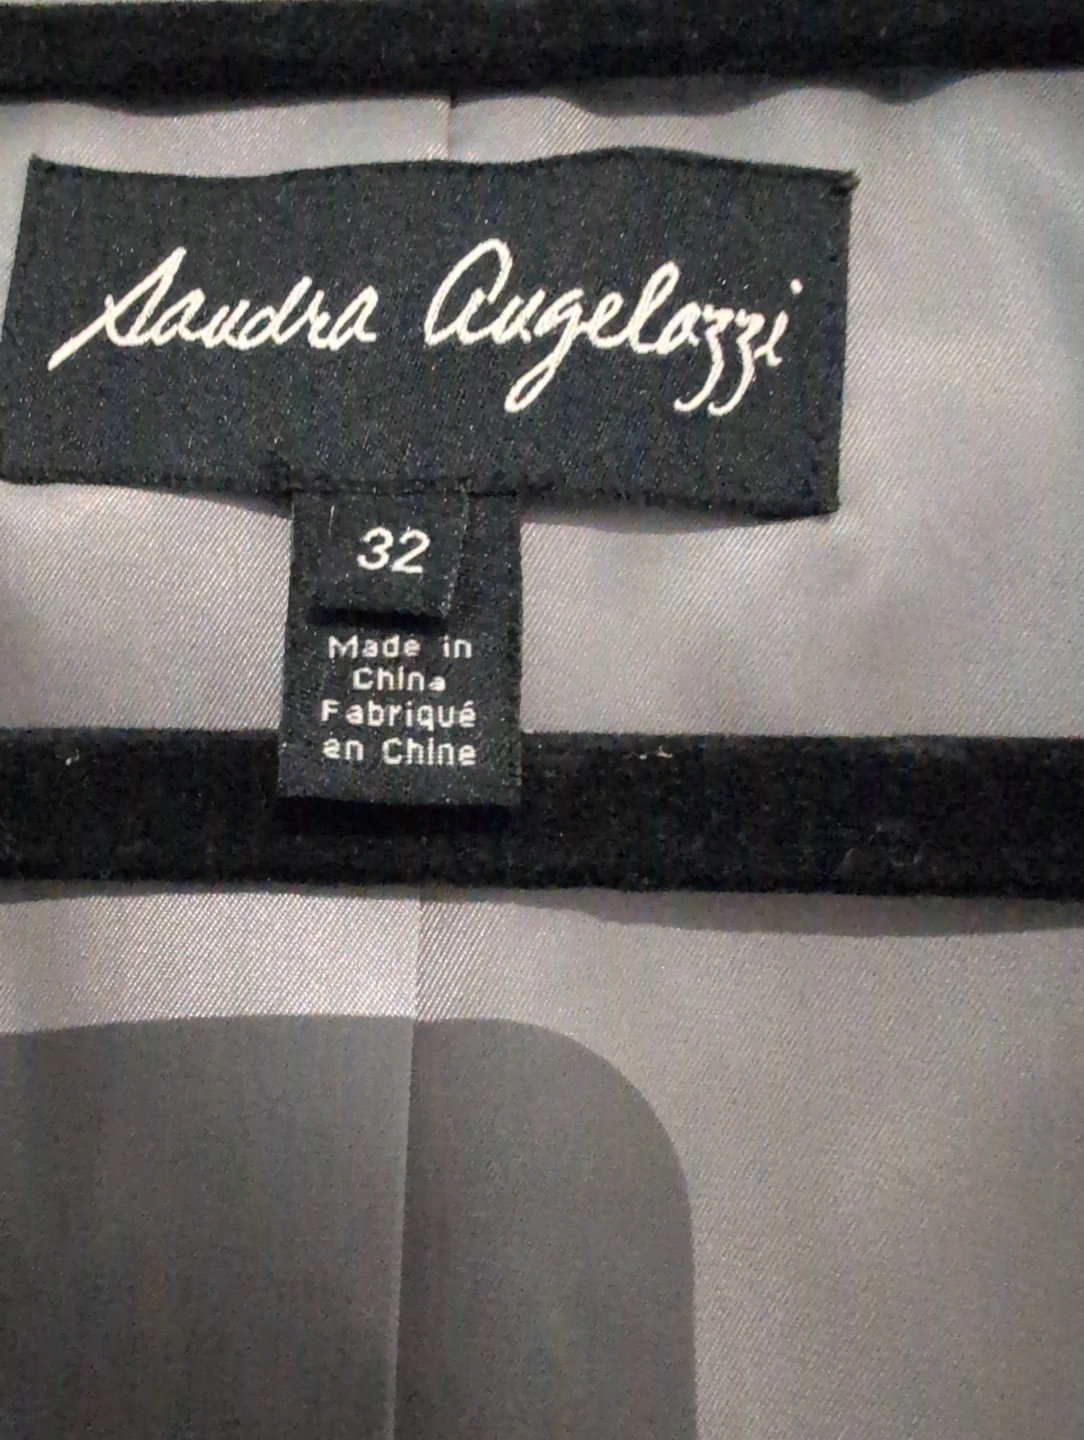 Sandra Angelozzi
32
Made in
China
Fabriqué
en Chine